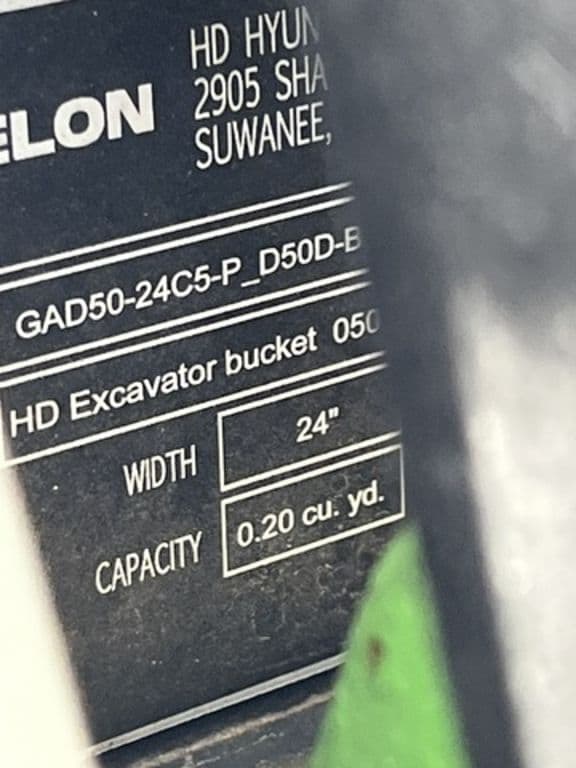 ELON
HD HYUN
2905 SHA
SUWANEE,
GAD50-24C5-P_D50D-B
HD Excavator bucket 050
WIDTH 24"
CAPACITY 0.20 cu. yd.